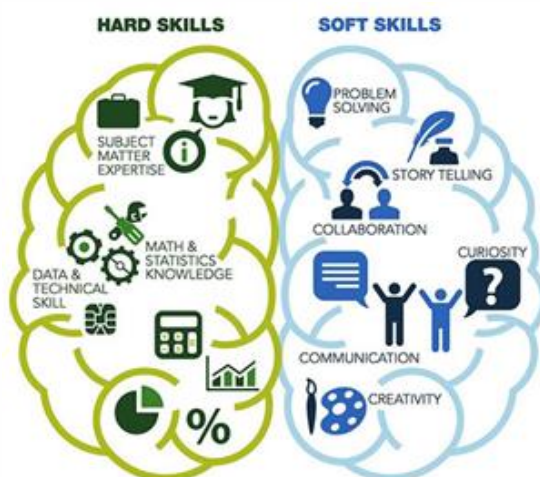 HARD SKILLS
SOFT SKILLS
SUBJECT
MATTER
EXPERTISE
i
MATH &
STATISTICS
KNOWLEDGE
DATA &
TECHNICAL
SKILL
%
PROBLEM
SOLVING
STORY TELLING
COLLABORATION
CURIOSITY
?
COMMUNICATION
CREATIVITY